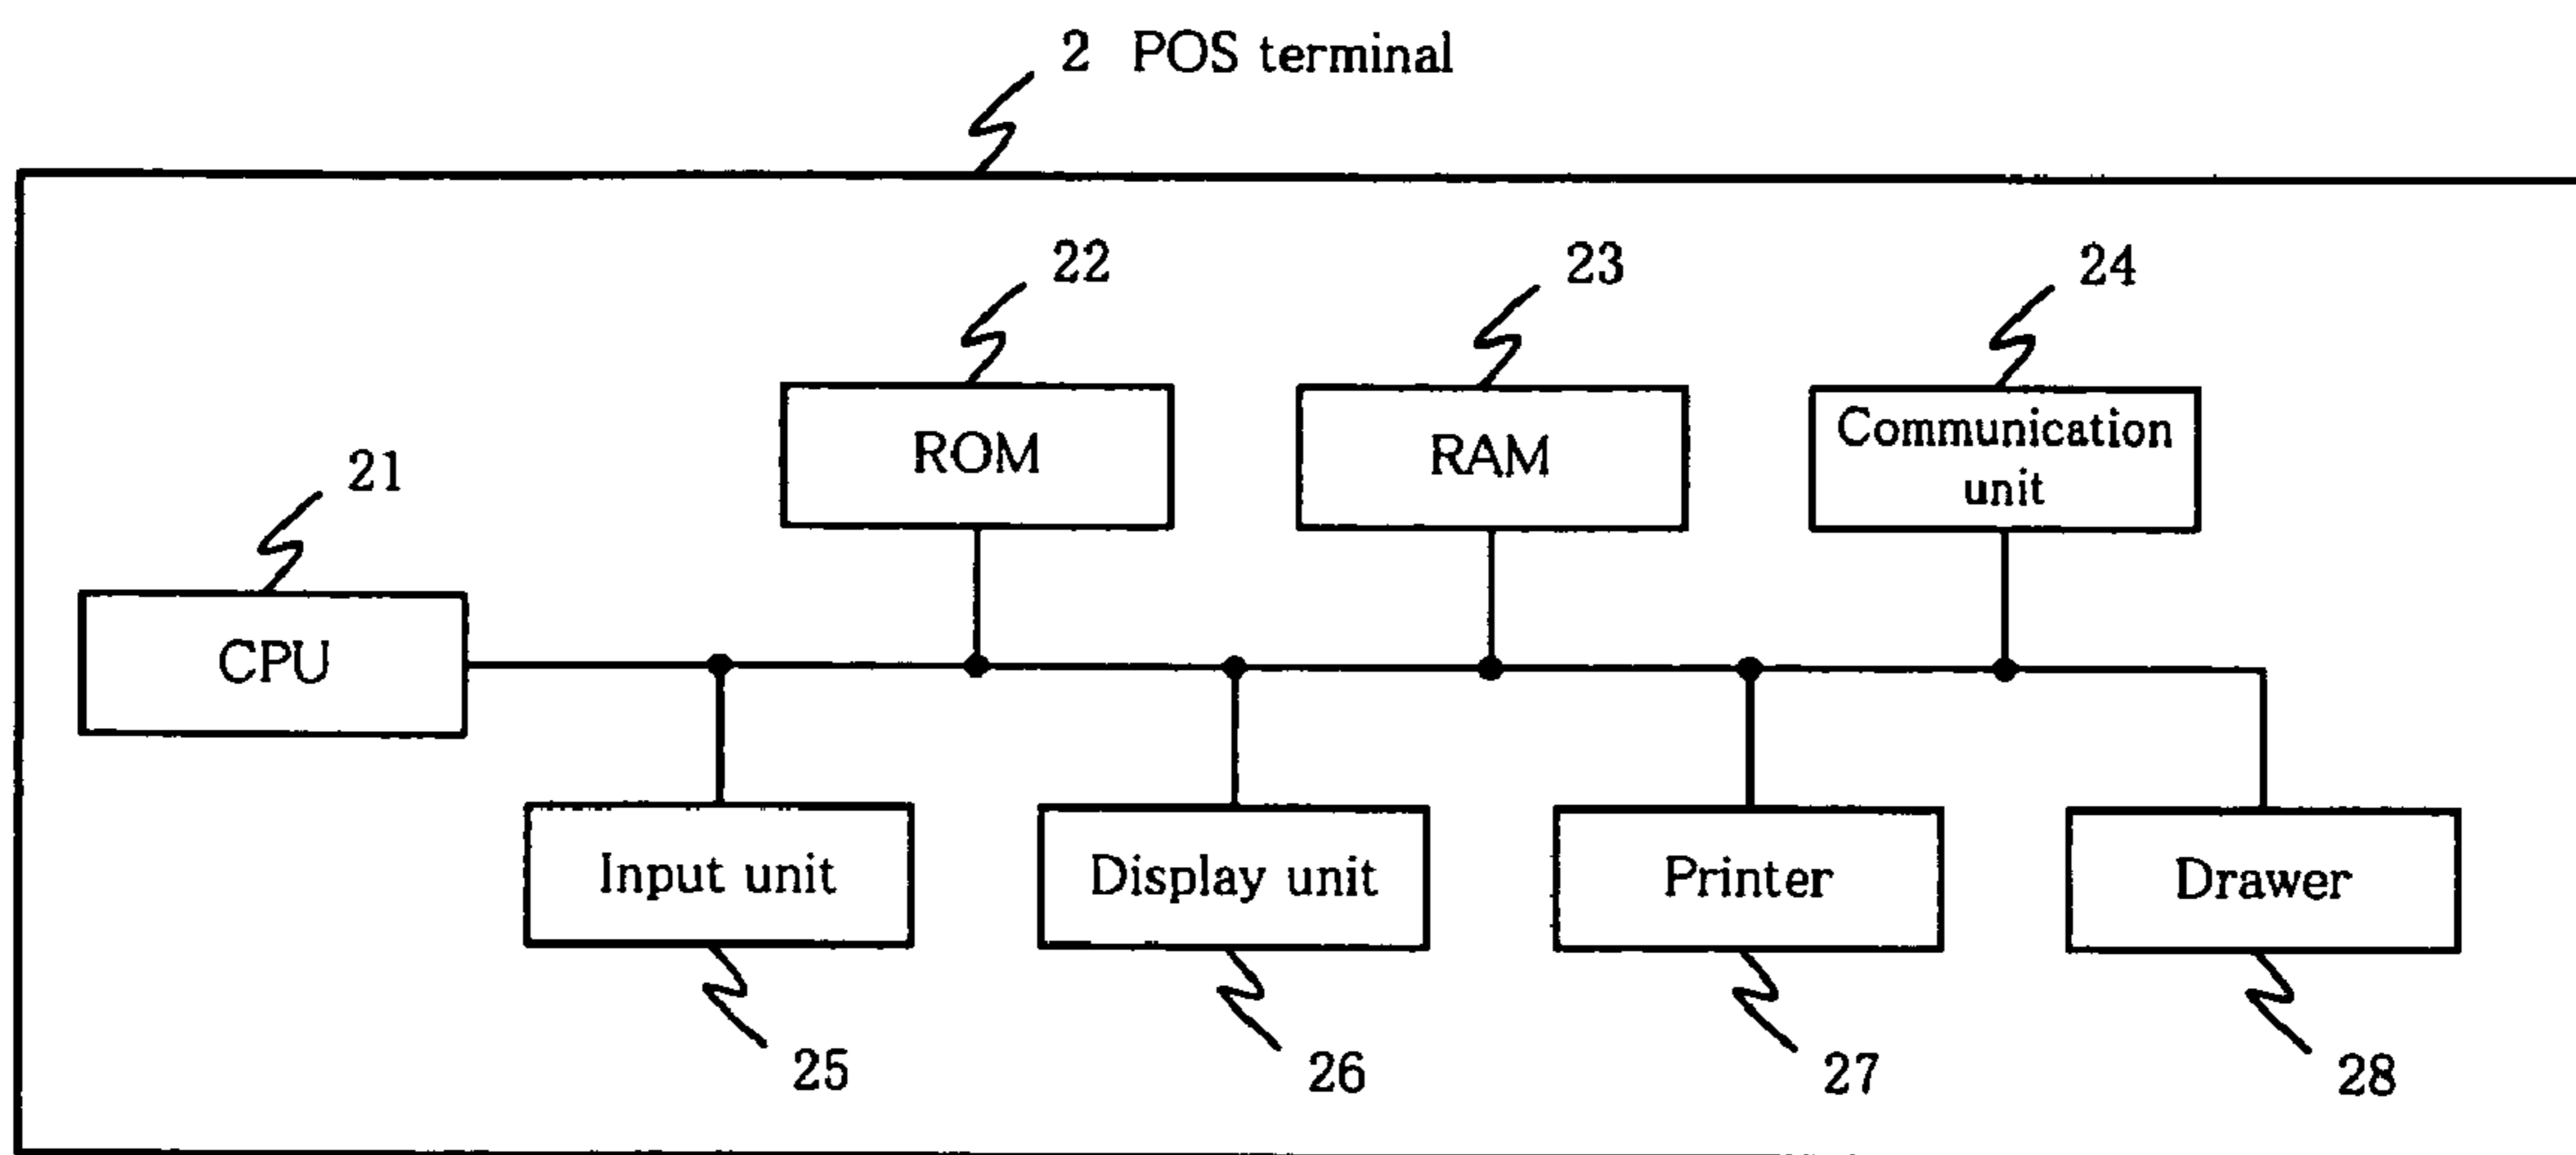 2 POS terminal
22
23
24
ROM
RAM
Communication
unit
21
CPU
Input unit
Display unit
Printer
Drawer
25
26
27
28